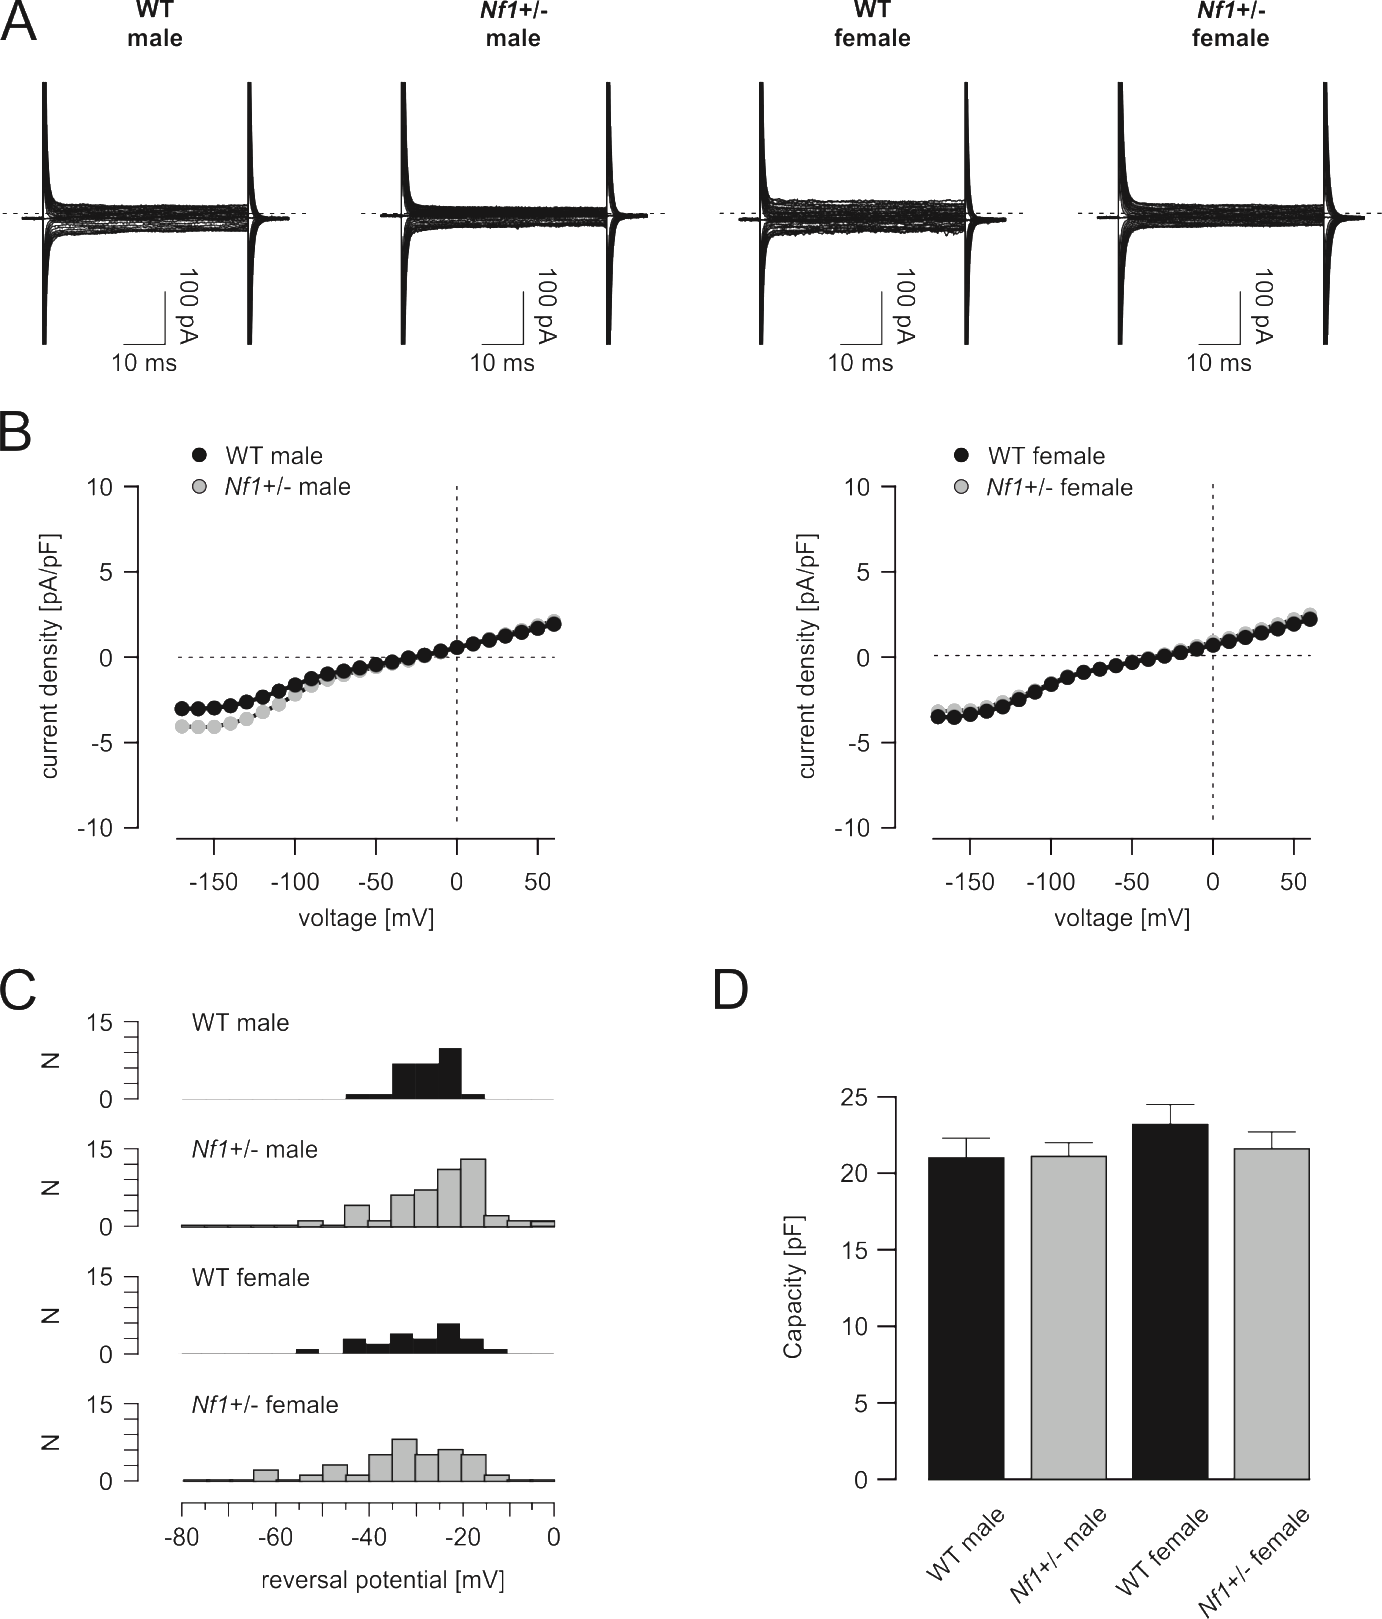 A
WT
male
Nf1+/-
male
WT
female
Nf1+/-
female
100 pA
10 ms
100 pA
10 ms
100 pA
10 ms
100 pA
10 ms
B
WT male
Nf1+/- male
current density [pA/pF]
10
5
0
-5
-10
-150 -100 -50 0 50
voltage [mV]
WT female
Nf1+/- female
current density [pA/pF]
10
5
0
-5
-10
-150 -100 -50 0 50
voltage [mV]
C
WT male
N
15
0
Nf1+/- male
N
15
0
WT female
N
15
0
Nf1+/- female
N
15
0
-80 -60 -40 -20 0
reversal potential [mV]
D
Capacity [pF]
25
20
15
10
5
0
WT male
Nf1+/- male
WT female
Nf1+/- female